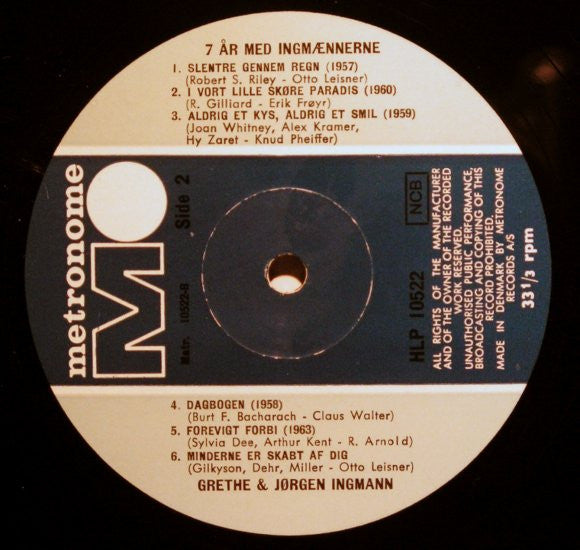 7 ÅR MED INGMÆNNERNE
1. SLENTRE GENNEM REGN (1957)
(Robert S. Riley - Otto Leisner)
2. I VORT LILLE SKØRE PARADIS (1960)
(R. Gilliard - Erik Frøyr)
3. ALDRIG ET KYS, ALDRIG ET SMIL (1959)
(Joan Whitney, Alex Kramer,
Hy Zaret - Knud Pheiffer)
metronome
M
Side 2
Matr. 10522-B
NCB
HLP 10522
ALL RIGHTS OF THE MANUFACTURER
AND OF THE OWNER OF THE RECORDED
WORK RESERVED.
UNAUTHORISED PUBLIC PERFORMANCE,
BROADCASTING AND COPYING OF THIS
RECORD PROHIBITED.
MADE IN DENMARK BY METRONOME
RECORDS A/S
33 1/3 rpm
4. DAGBOGEN (1958)
(Burt F. Bacharach - Claus Walter)
5. FOREVIGT FORBI (1963)
(Sylvia Dee, Arthur Kent - R. Arnold)
6. MINDERNE ER SKABT AF DIG
(Gilkyson, Dehr, Miller - Otto Leisner)
GRETHE & JØRGEN INGMANN